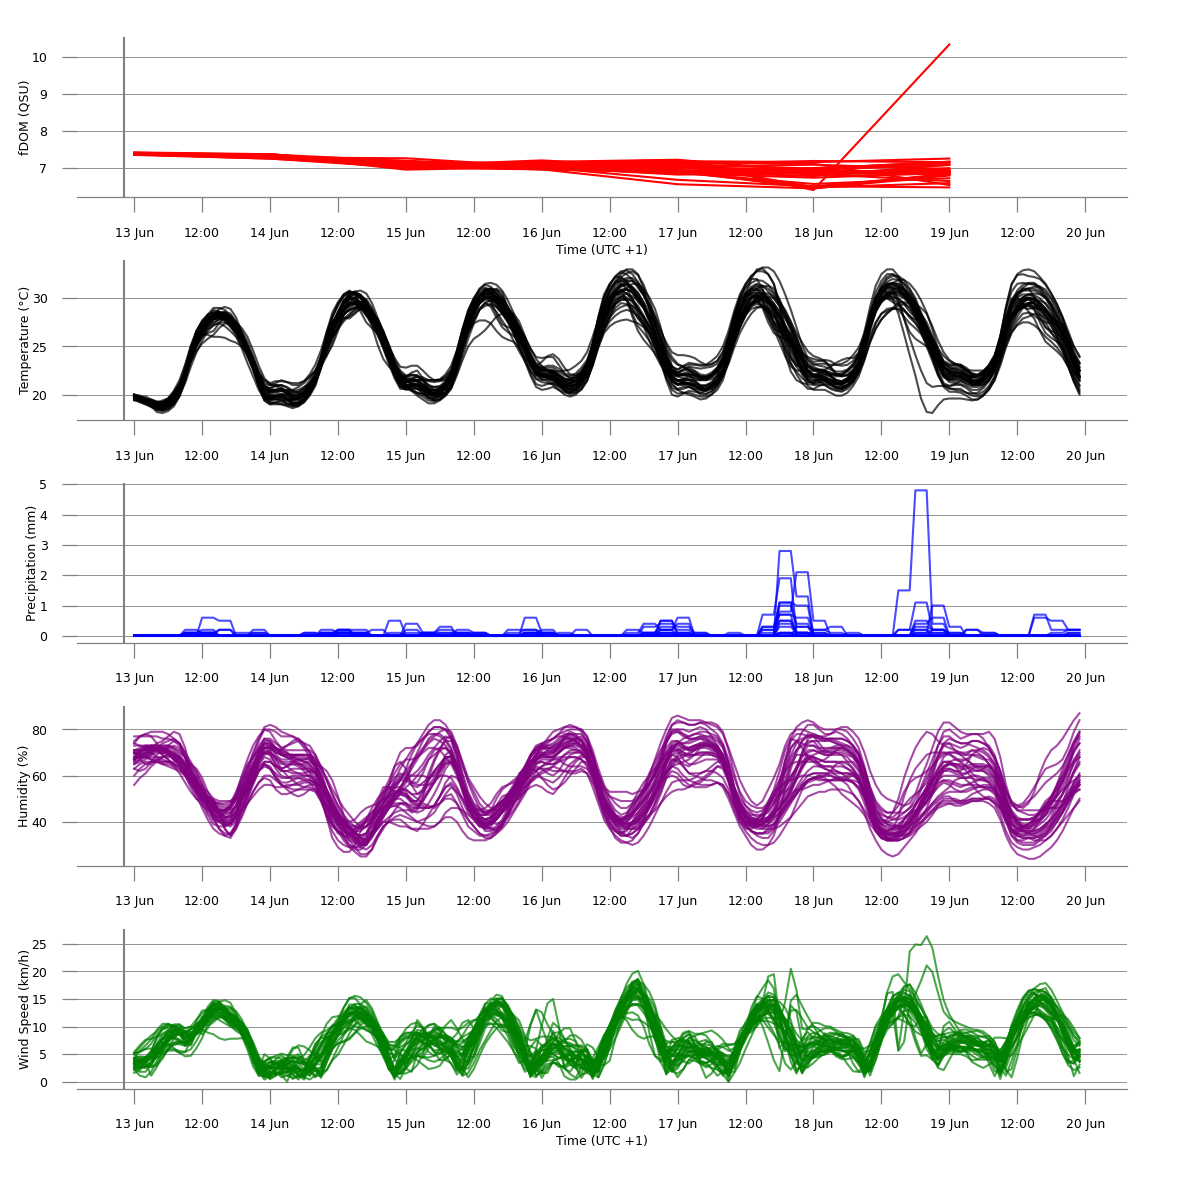 fDOM (QSU)
10
9
8
7
13 Jun 12:00 14 Jun 12:00 15 Jun 12:00 16 Jun 12:00 17 Jun 12:00 18 Jun 12:00 19 Jun 12:00 20 Jun
Time (UTC +1)
Temperature (°C)
30
25
20
13 Jun 12:00 14 Jun 12:00 15 Jun 12:00 16 Jun 12:00 17 Jun 12:00 18 Jun 12:00 19 Jun 12:00 20 Jun
Precipitation (mm)
5
4
3
2
1
0
13 Jun 12:00 14 Jun 12:00 15 Jun 12:00 16 Jun 12:00 17 Jun 12:00 18 Jun 12:00 19 Jun 12:00 20 Jun
Humidity (%)
80
60
40
13 Jun 12:00 14 Jun 12:00 15 Jun 12:00 16 Jun 12:00 17 Jun 12:00 18 Jun 12:00 19 Jun 12:00 20 Jun
Wind Speed (km/h)
25
20
15
10
5
0
13 Jun 12:00 14 Jun 12:00 15 Jun 12:00 16 Jun 12:00 17 Jun 12:00 18 Jun 12:00 19 Jun 12:00 20 Jun
Time (UTC +1)